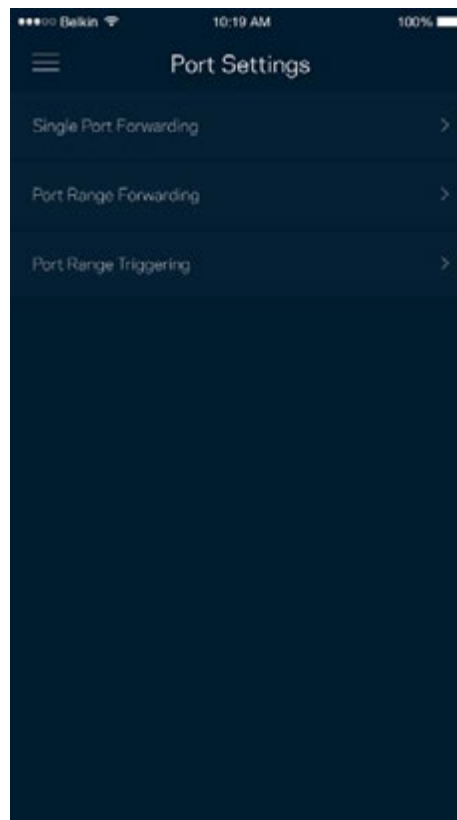 Belkin 10:19 AM 100%
Port Settings
Single Port Forwarding
Port Range Forwarding
Port Range Triggering